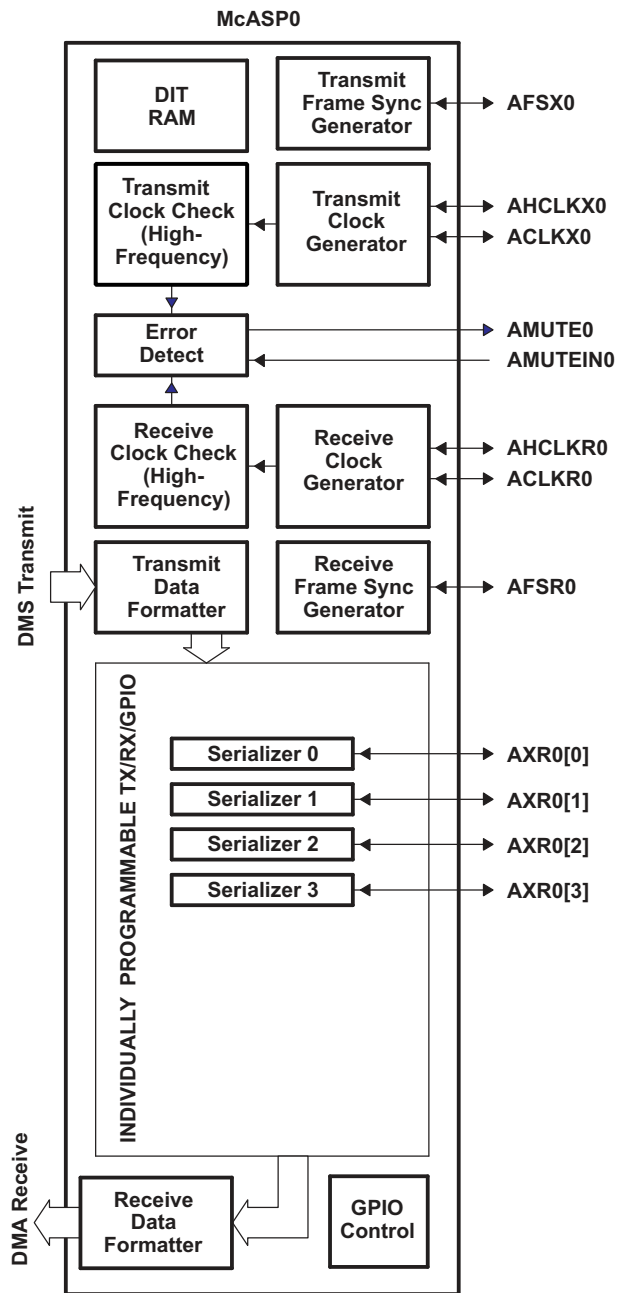 McASP0
DIT
RAM
Transmit
Frame Sync
Generator
AFSX0
Transmit
Clock Check
(High-
Frequency)
Transmit
Clock
Generator
AHCLKX0
ACLKX0
Error
Detect
AMUTE0
AMUTEIN0
Receive
Clock Check
(High-
Frequency)
Receive
Clock
Generator
AHCLKR0
ACLKR0
DMS Transmit
Transmit
Data
Formatter
Receive
Frame Sync
Generator
AFSR0
INDIVIDUALLY PROGRAMMABLE TX/RX/GPIO
Serializer 0
AXR0[0]
Serializer 1
AXR0[1]
Serializer 2
AXR0[2]
Serializer 3
AXR0[3]
DMA Receive
Receive
Data
Formatter
GPIO
Control